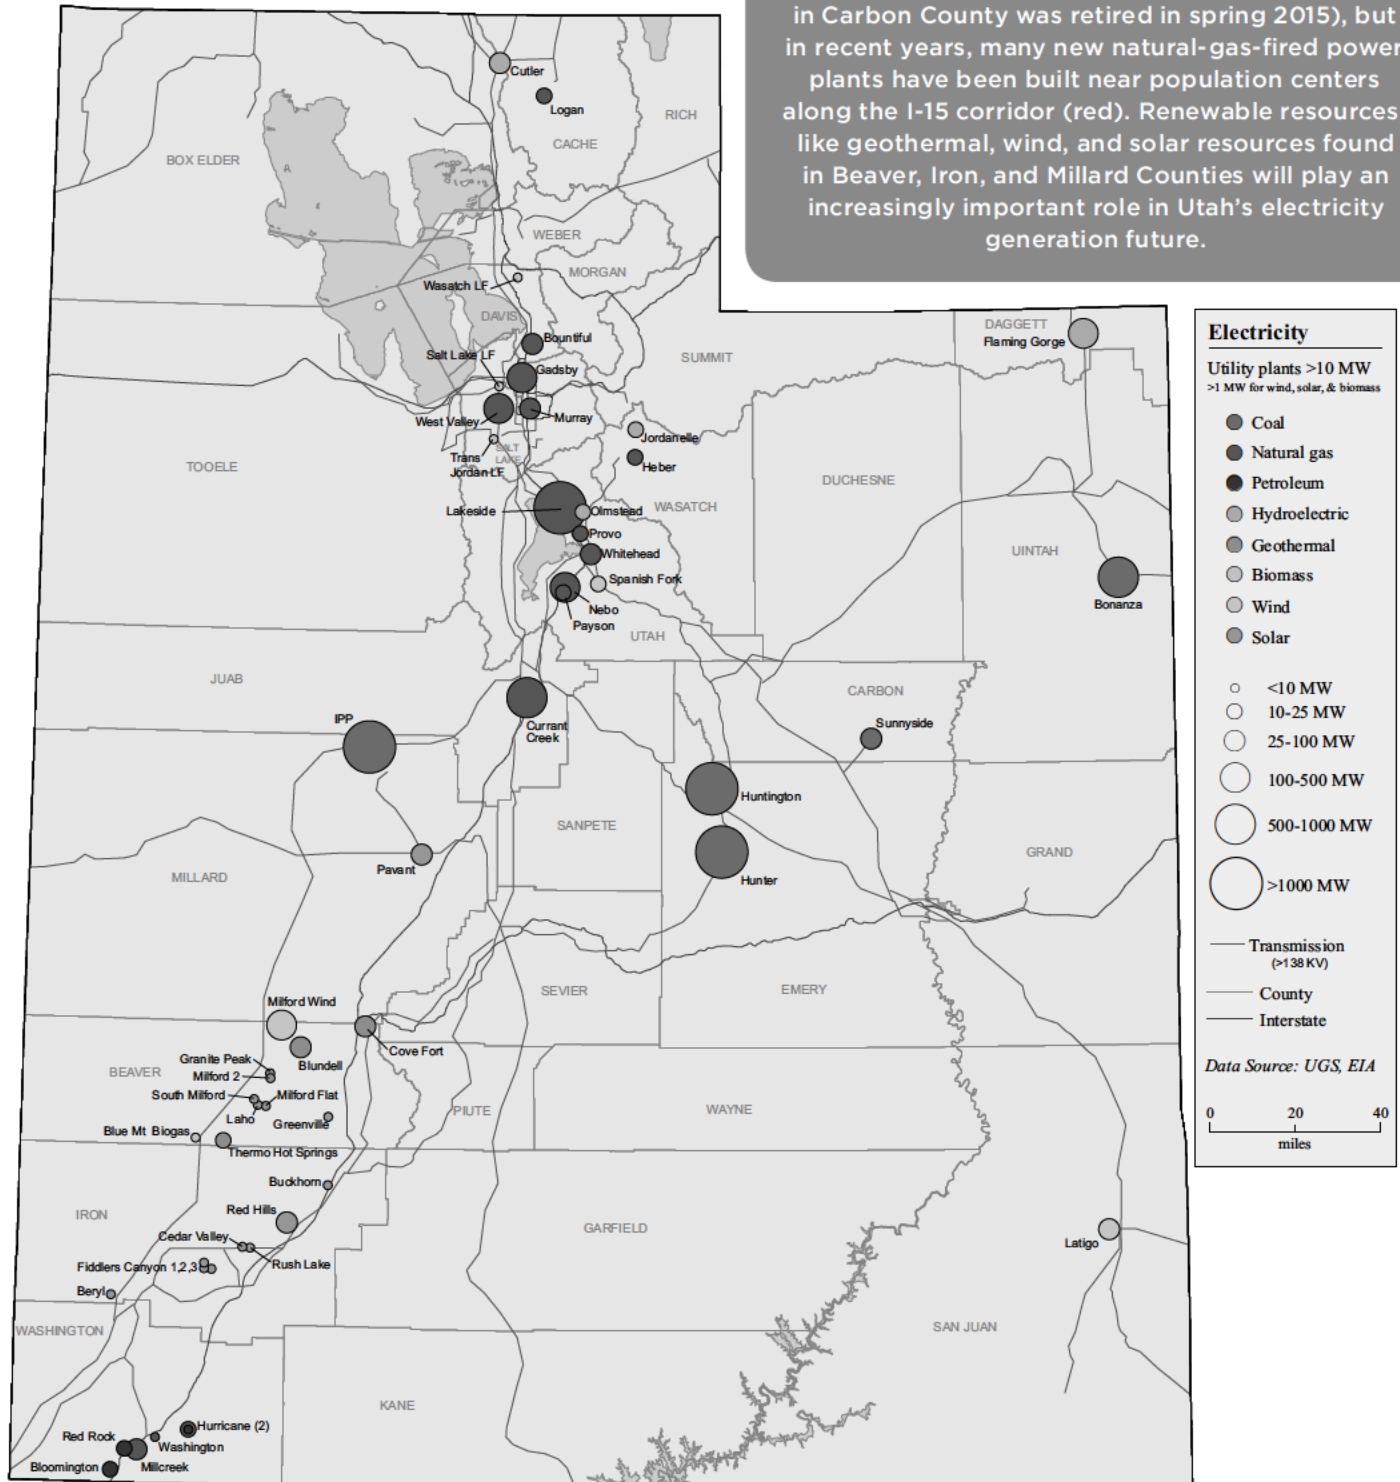 in Carbon County was retired in spring 2015), but
in recent years, many new natural-gas-fired power
plants have been built near population centers
along the I-15 corridor (red). Renewable resources
like geothermal, wind, and solar resources found
in Beaver, Iron, and Millard Counties will play an
increasingly important role in Utah's electricity
generation future.
Cutler
Logan
RICH
CACHE
BOX ELDER
A
WEBER
MORGAN
Wasatch LF
DAVIS
Bountiful
Salt Lake LF
Gadsby
SUMMIT
DAGGETT
Flaming Gorge
West Valley
Murray
Jordanelle
Trans
Jordan LF
SALT
LAKE
Heber
TOOELE
DUCHESNE
Lakeside
Olmstead
WASATCH
Provo
Whitehead
UINTAH
Spanish Fork
Bonanza
Nebo
Payson
UTAH
JUAB
CARBON
IPP
Currant
Creek
Sunnyside
Huntington
SANPETE
GRAND
Pavant
MILLARD
Hunter
SEVIER
EMERY
Milford Wind
Cove Fort
Granite Peak
Blundell
BEAVER
Milford 2
South Milford
Milford Flat
Laho
Greenville
PIUTE
WAYNE
Blue Mt Biogas
Thermo Hot Springs
Buckhorn
IRON
Red Hills
GARFIELD
Cedar Valley
Latigo
Fiddlers Canyon 1,2,3
Rush Lake
Beryl
WASHINGTON
SAN JUAN
KANE
Hurricane (2)
Red Rock
Washington
Bloomington
Millcreek
Electricity
Utility plants >10 MW
>1 MW for wind, solar, & biomass
Coal
Natural gas
Petroleum
Hydroelectric
Geothermal
Biomass
Wind
Solar
<10 MW
10-25 MW
25-100 MW
100-500 MW
500-1000 MW
>1000 MW
Transmission
(>138 KV)
County
Interstate
Data Source: UGS, EIA
0 20 40
miles